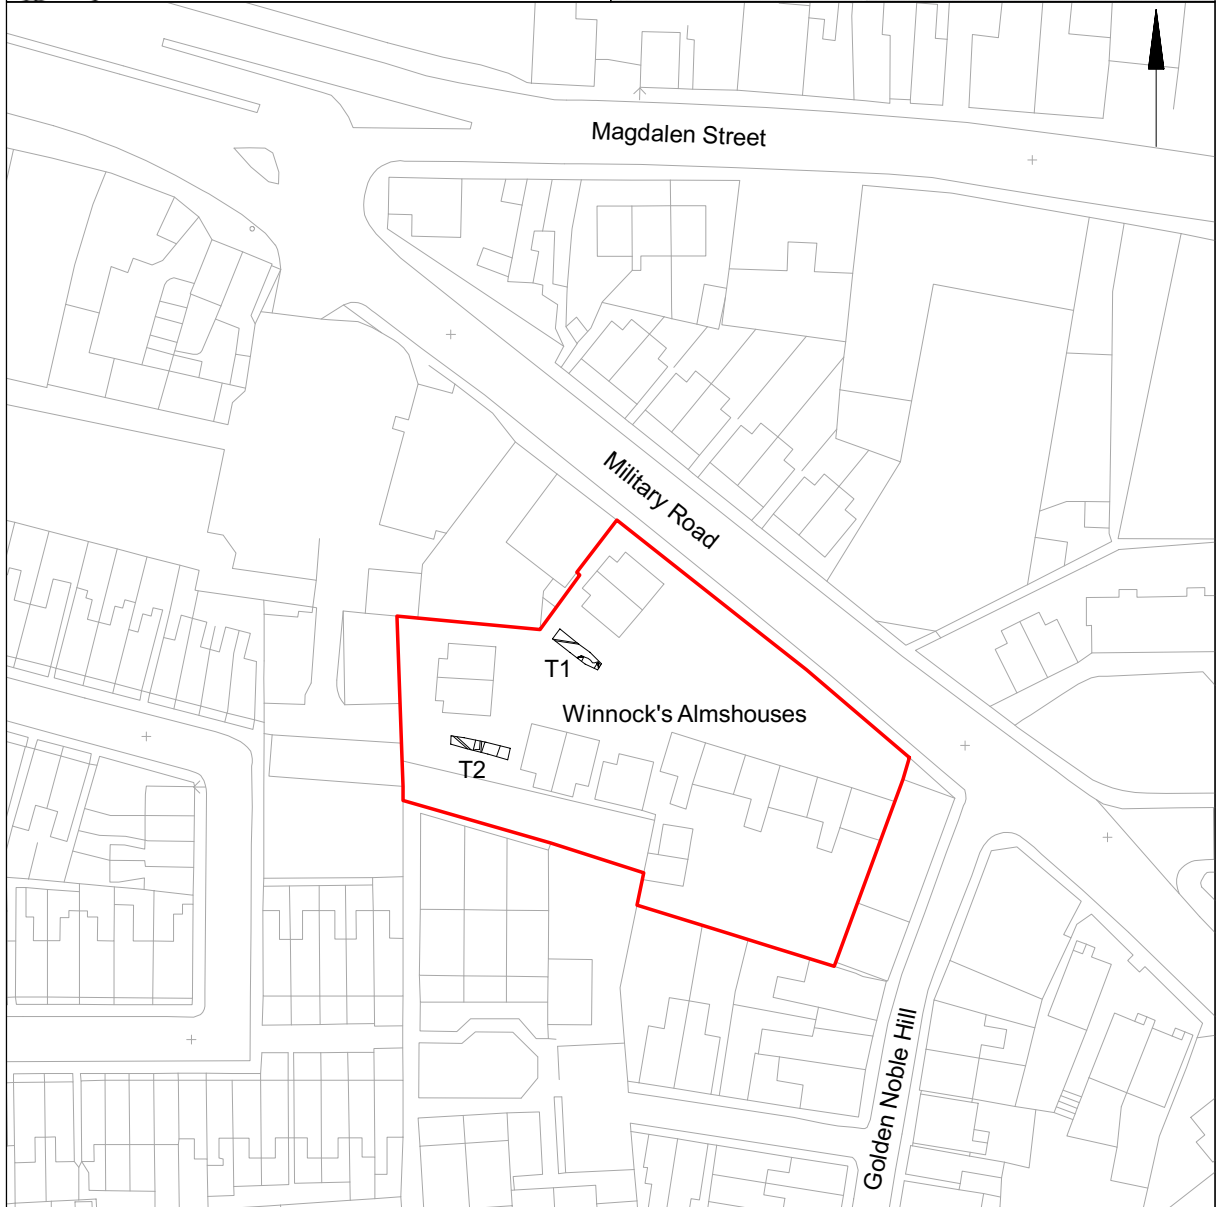 Magdalen Street
Military Road
T1
Winnock's Almshouses
T2
Golden Noble Hill